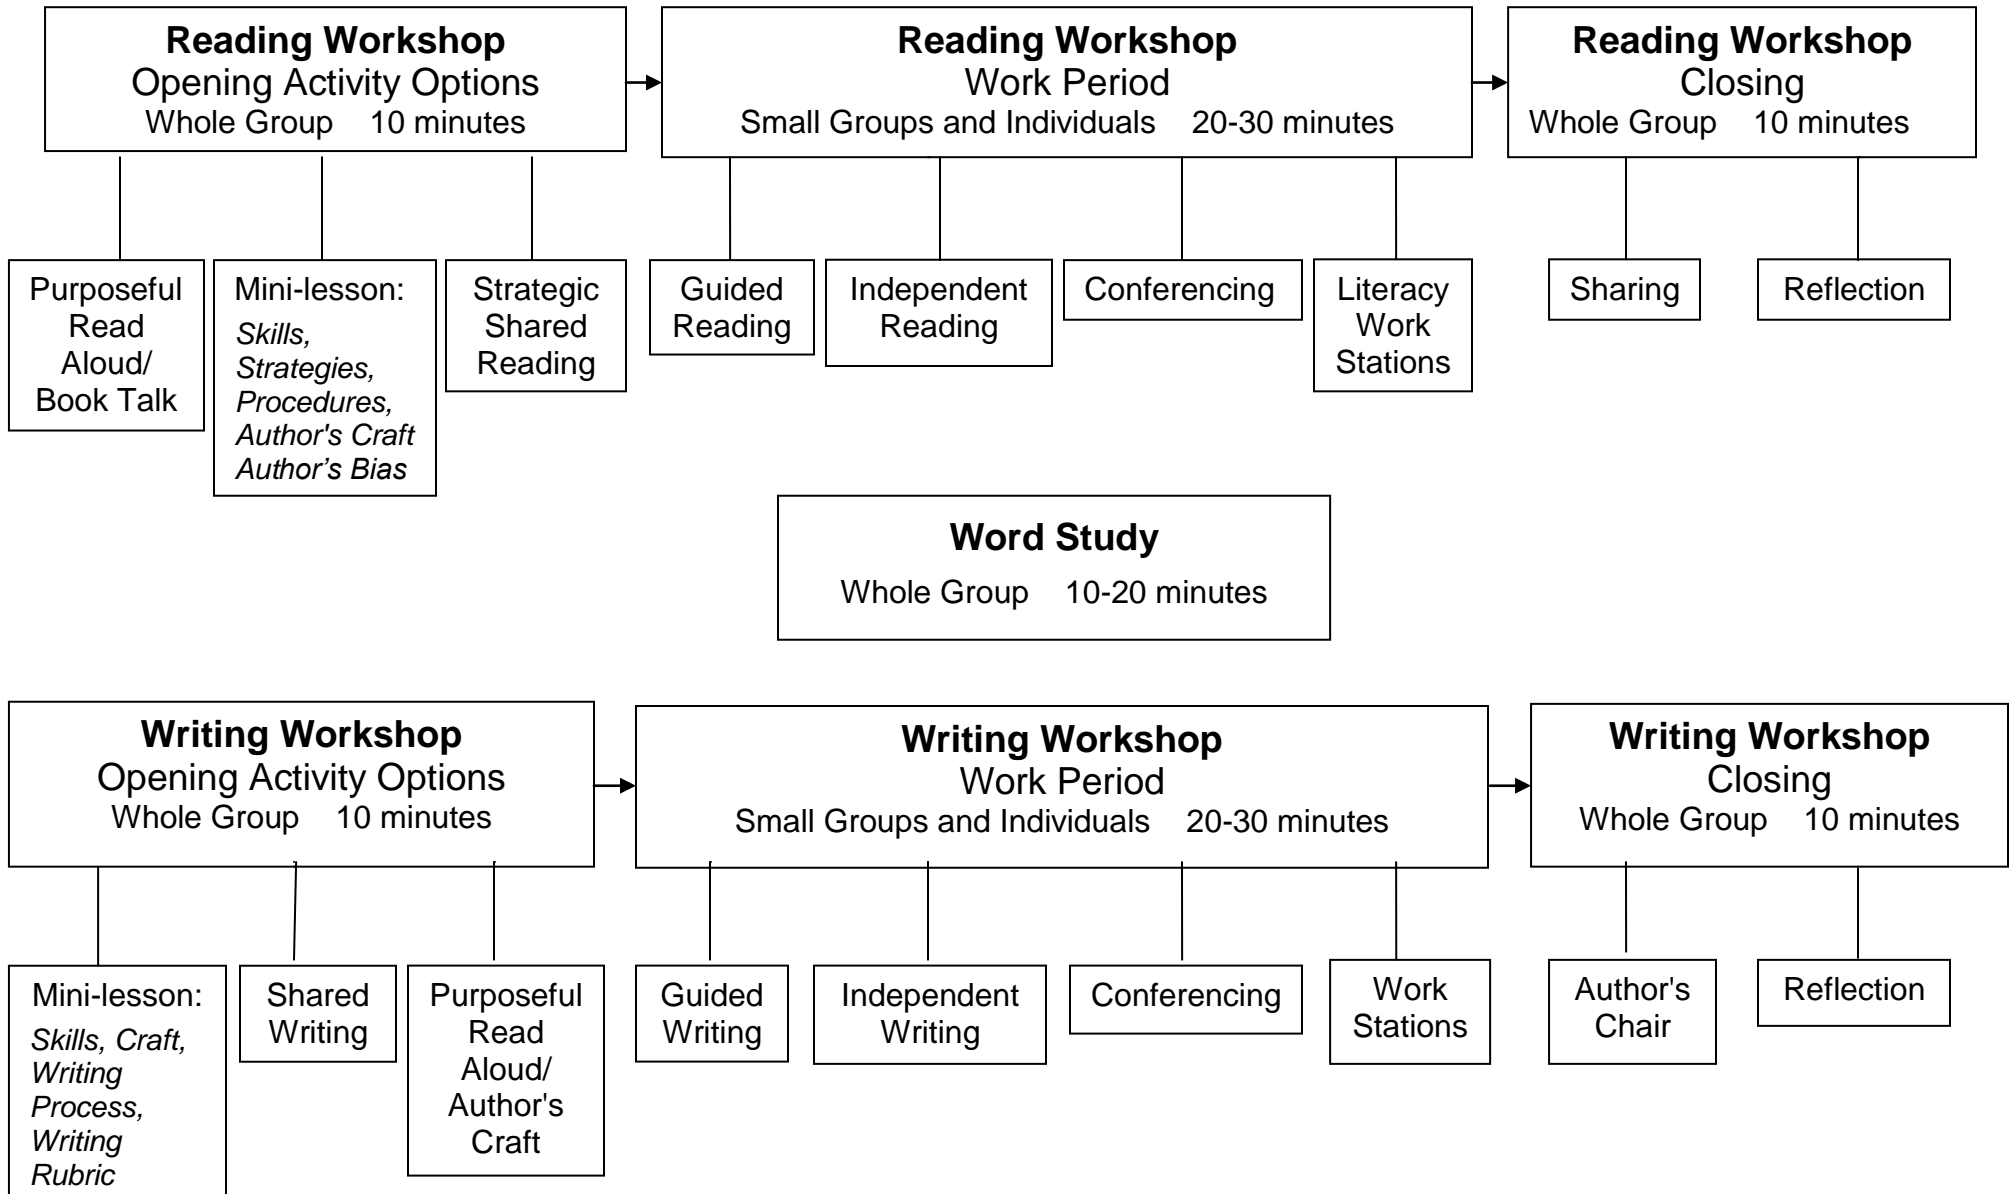 Reading Workshop
Opening Activity Options
Whole Group 10 minutes
Reading Workshop
Work Period
Small Groups and Individuals 20-30 minutes
Reading Workshop
Closing
Whole Group 10 minutes
Purposeful
Read
Aloud/
Book Talk
Mini-lesson:
Skills,
Strategies,
Procedures,
Author's Craft
Author’s Bias
Strategic
Shared
Reading
Guided
Reading
Independent
Reading
Conferencing
Literacy
Work
Stations
Sharing
Reflection
Word Study
Whole Group 10-20 minutes
Writing Workshop
Opening Activity Options
Whole Group 10 minutes
Writing Workshop
Work Period
Small Groups and Individuals 20-30 minutes
Writing Workshop
Closing
Whole Group 10 minutes
Mini-lesson:
Skills, Craft,
Writing
Process,
Writing
Rubric
Shared
Writing
Purposeful
Read
Aloud/
Author's
Craft
Guided
Writing
Independent
Writing
Conferencing
Work
Stations
Author's
Chair
Reflection